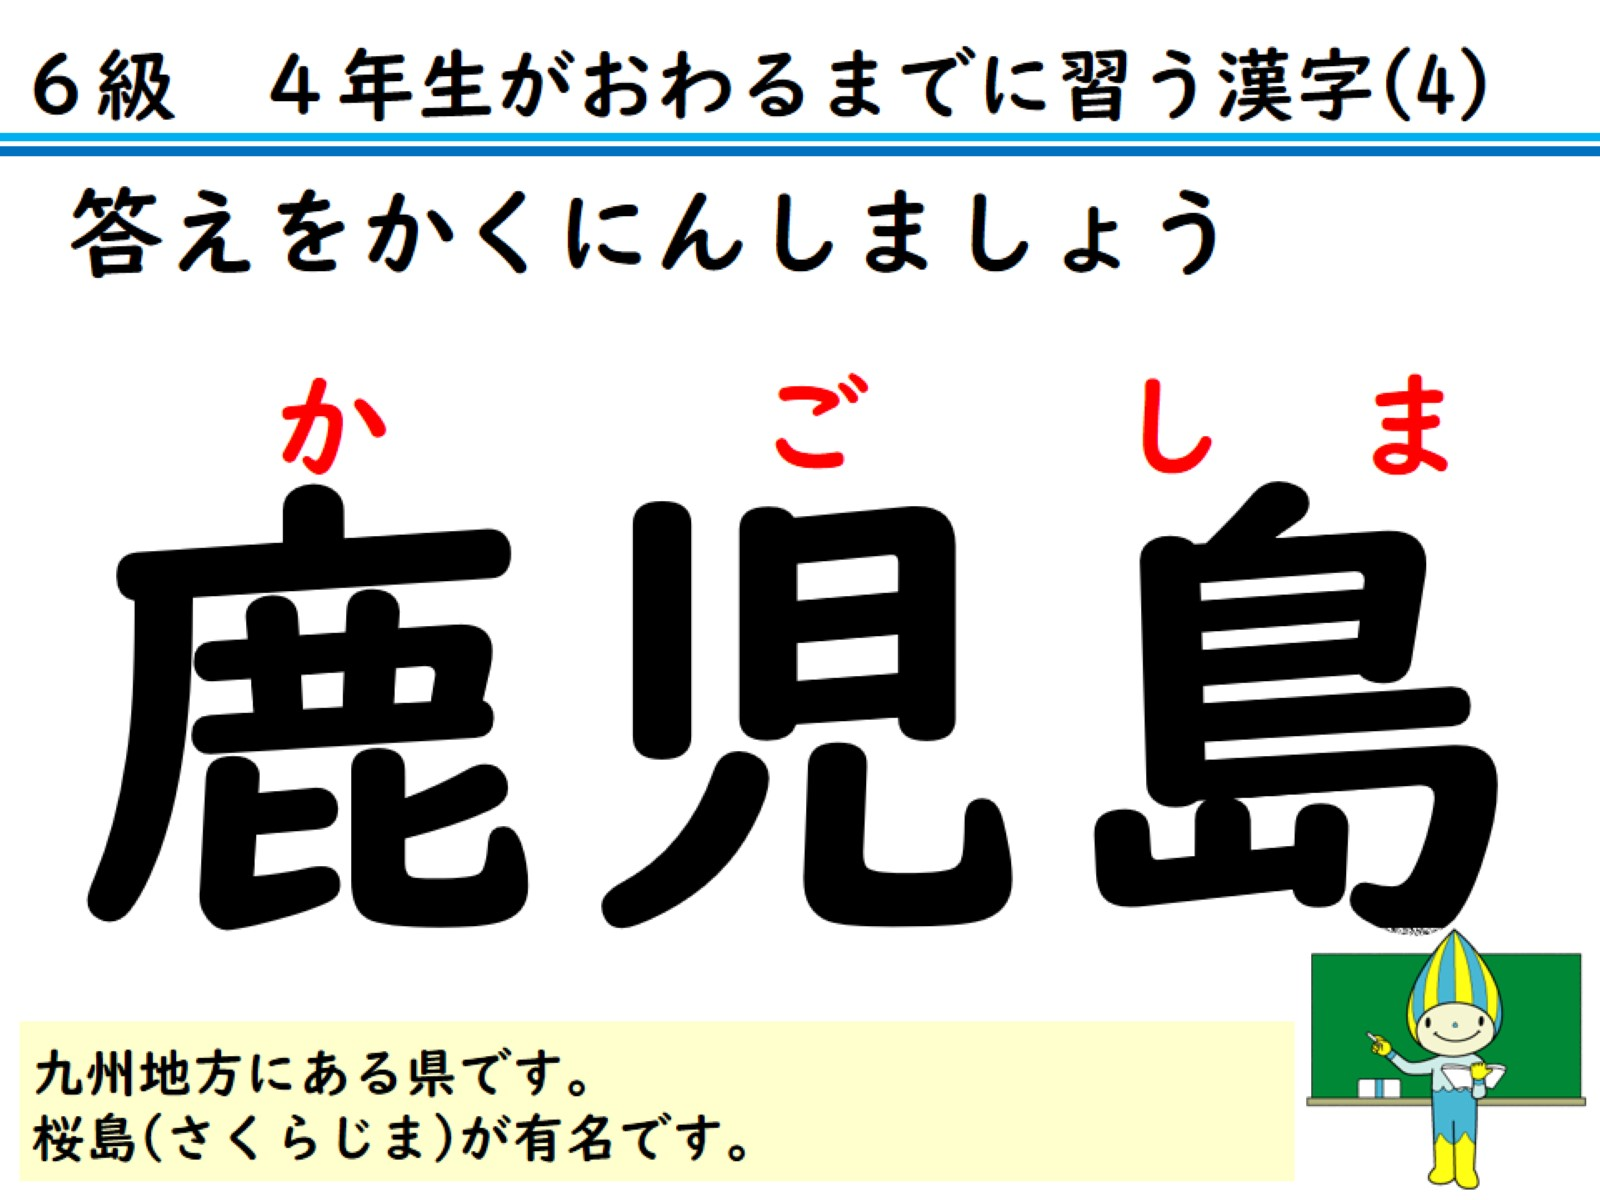 ６級　４年生がおわるまでに習う漢字(4)
答えをかくにんしましょう
か ご し ま
鹿児島
九州地方にある県です。
桜島(さくらじま)が有名です。